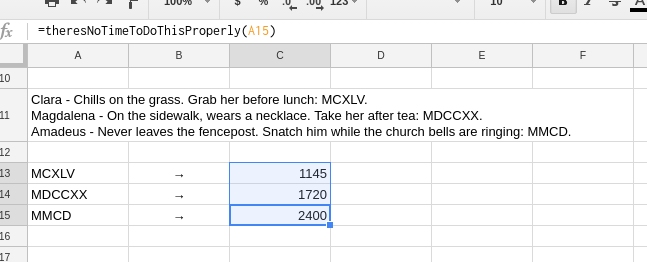 100% $ % .0 .00 123 10 B
fx =theresNoTimeToDoThisProperly(A15)
A B C D E F
10
11 Clara - Chills on the grass. Grab her before lunch: MCXLV.
Magdalena - On the sidewalk, wears a necklace. Take her after tea: MDCCXX.
Amadeus - Never leaves the fencepost. Snatch him while the church bells are ringing: MMCD.
12
13 MCXLV → 1145
14 MDCCXX → 1720
15 MMCD → 2400
16
17